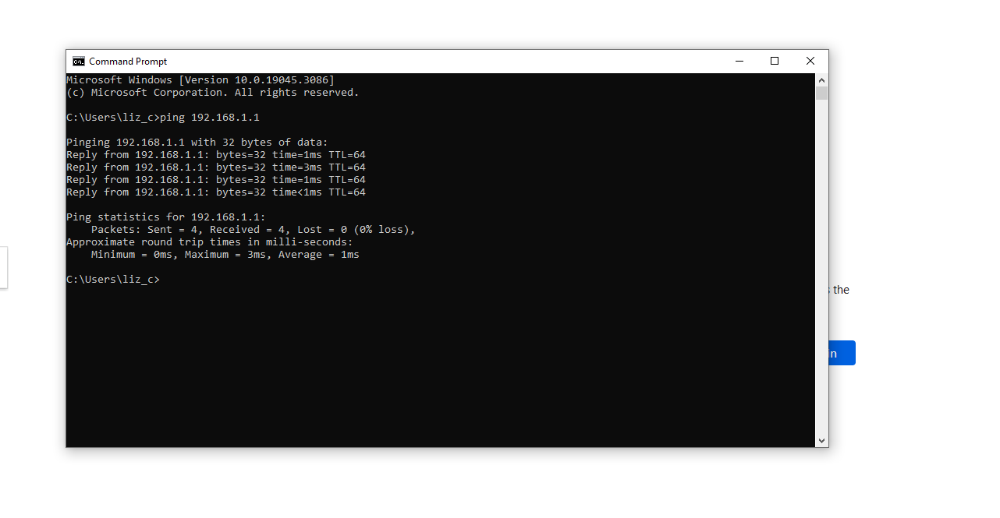 Command Prompt
Microsoft Windows [Version 10.0.19045.3086]
(c) Microsoft Corporation. All rights reserved.
C:\Users\liz_c>ping 192.168.1.1
Pinging 192.168.1.1 with 32 bytes of data:
Reply from 192.168.1.1: bytes=32 time=1ms TTL=64
Reply from 192.168.1.1: bytes=32 time=3ms TTL=64
Reply from 192.168.1.1: bytes=32 time=1ms TTL=64
Reply from 192.168.1.1: bytes=32 time<1ms TTL=64
Ping statistics for 192.168.1.1:
Packets: Sent = 4, Received = 4, Lost = 0 (0% loss),
Approximate round trip times in milli-seconds:
Minimum = 0ms, Maximum = 3ms, Average = 1ms
C:\Users\liz_c>
the